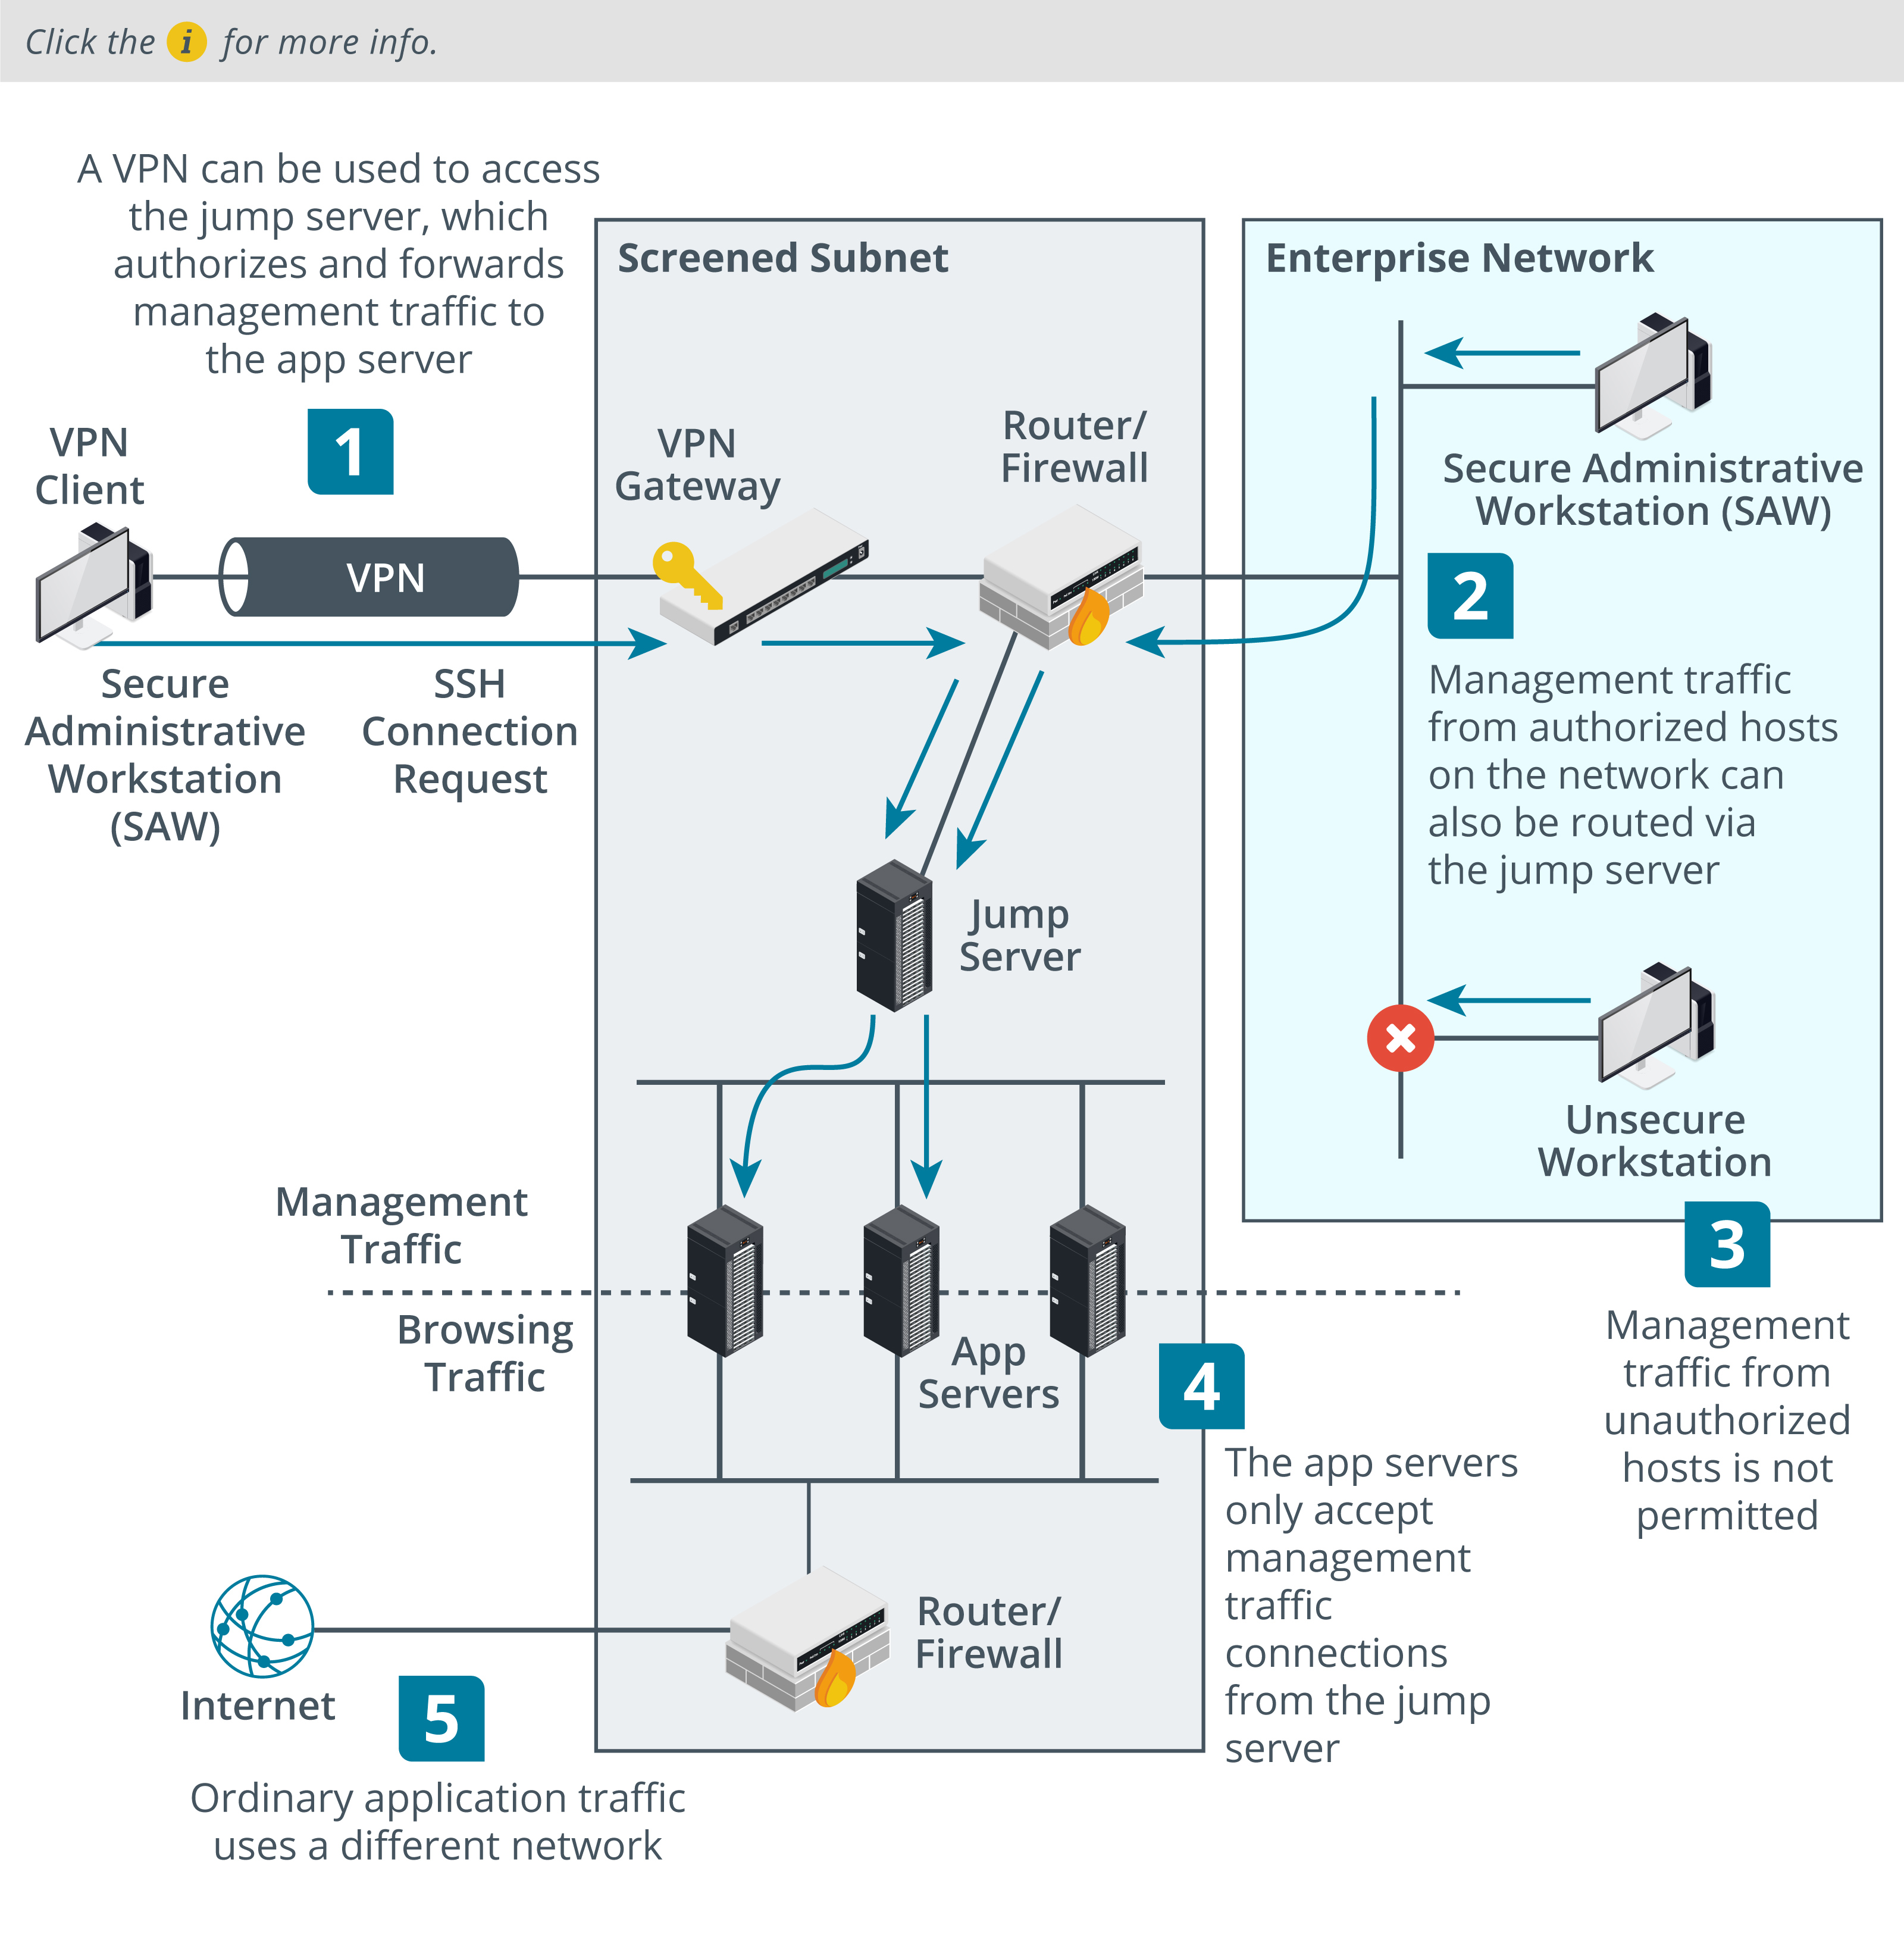 Click the i for more info.
A VPN can be used to access
the jump server, which
authorizes and forwards
management traffic to
the app server
1
VPN
Client
VPN
Secure
Administrative
Workstation
(SAW)
SSH
Connection
Request
Screened Subnet
VPN
Gateway
Router/
Firewall
Jump
Server
Enterprise Network
Secure Administrative
Workstation (SAW)
2
Management traffic
from authorized hosts
on the network can
also be routed via
the jump server
Unsecure
Workstation
3
Management
traffic from
unauthorized
hosts is not
permitted
Management
Traffic
Browsing
Traffic
App
Servers
4
The app servers
only accept
management
traffic
connections
from the jump
server
Router/
Firewall
Internet
5
Ordinary application traffic
uses a different network